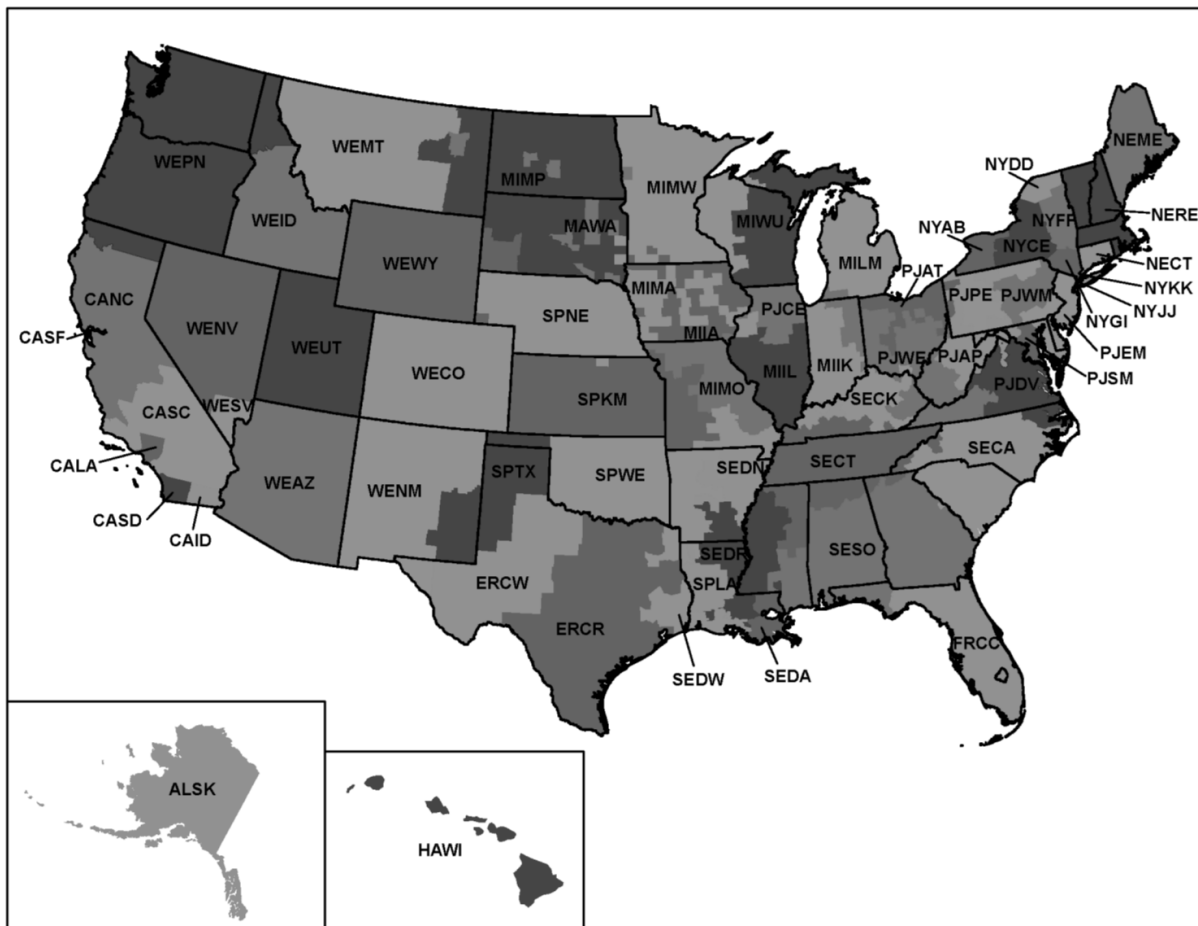 NEME
WEMT
NYDD
WEPN
MIMP
MIMW
WEID
MAWA
MIWU
NYAB
NYFF
NERE
NYCE
WEWY
MILM
PJAT
NECT
CANC
MIMA
PJPE
PJWM
NYKK
SPNE
PJCE
NYJJ
CASF
WENV
MIIA
NYGI
WEUT
PJEM
WECO
MIIL
MIIK
PJWE
PJAP
PJSM
SPKM
MIMO
PJDV
CASC
WESV
SECK
SECA
CALA
SPTX
SPWE
SEDN
SECT
WEAZ
WENM
CASD
CAID
SEDR
SESO
ERCW
SPLA
ERCR
FRCC
SEDW
SEDA
ALSK
HAWI